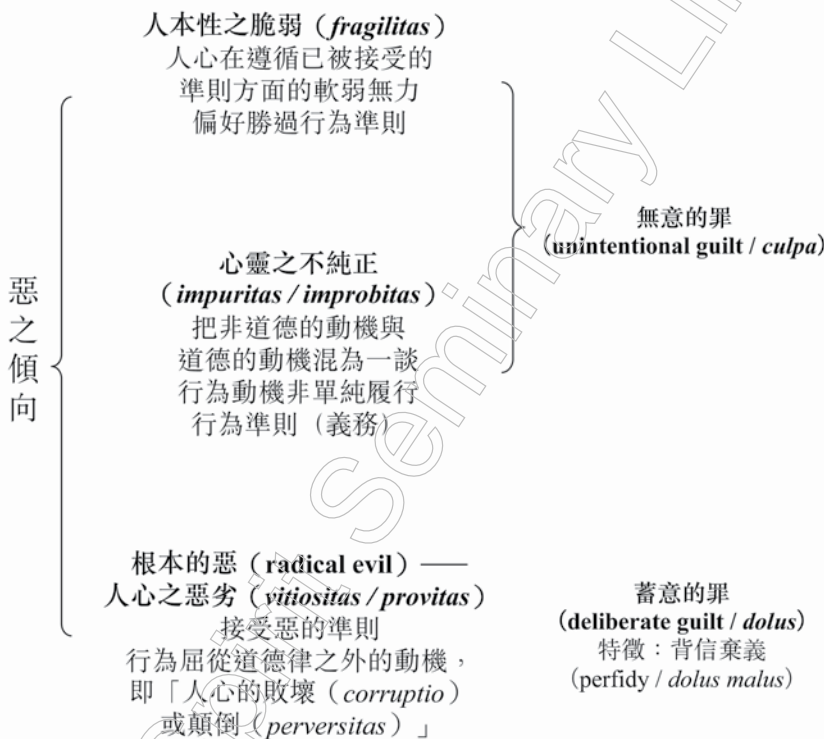 人本性之脆弱（fragilitas）
人心在遵循已被接受的
準則方面的軟弱無力
偏好勝過行為準則
無意的罪
(unintentional guilt / culpa)
心靈之不純正
（impuritas / improbitas）
把非道德的動機與
道德的動機混為一談
行為動機非單純履行
行為準則（義務）
惡之傾向
根本的惡（radical evil）——
人心之惡劣（vitiositas / provitas）
接受惡的準則
行為屈從道德律之外的動機，
即「人心的敗壞（corruptio）
或顛倒（perversitas）」
蓄意的罪
(deliberate guilt / dolus)
特徵：背信棄義
(perfidy / dolus malus)